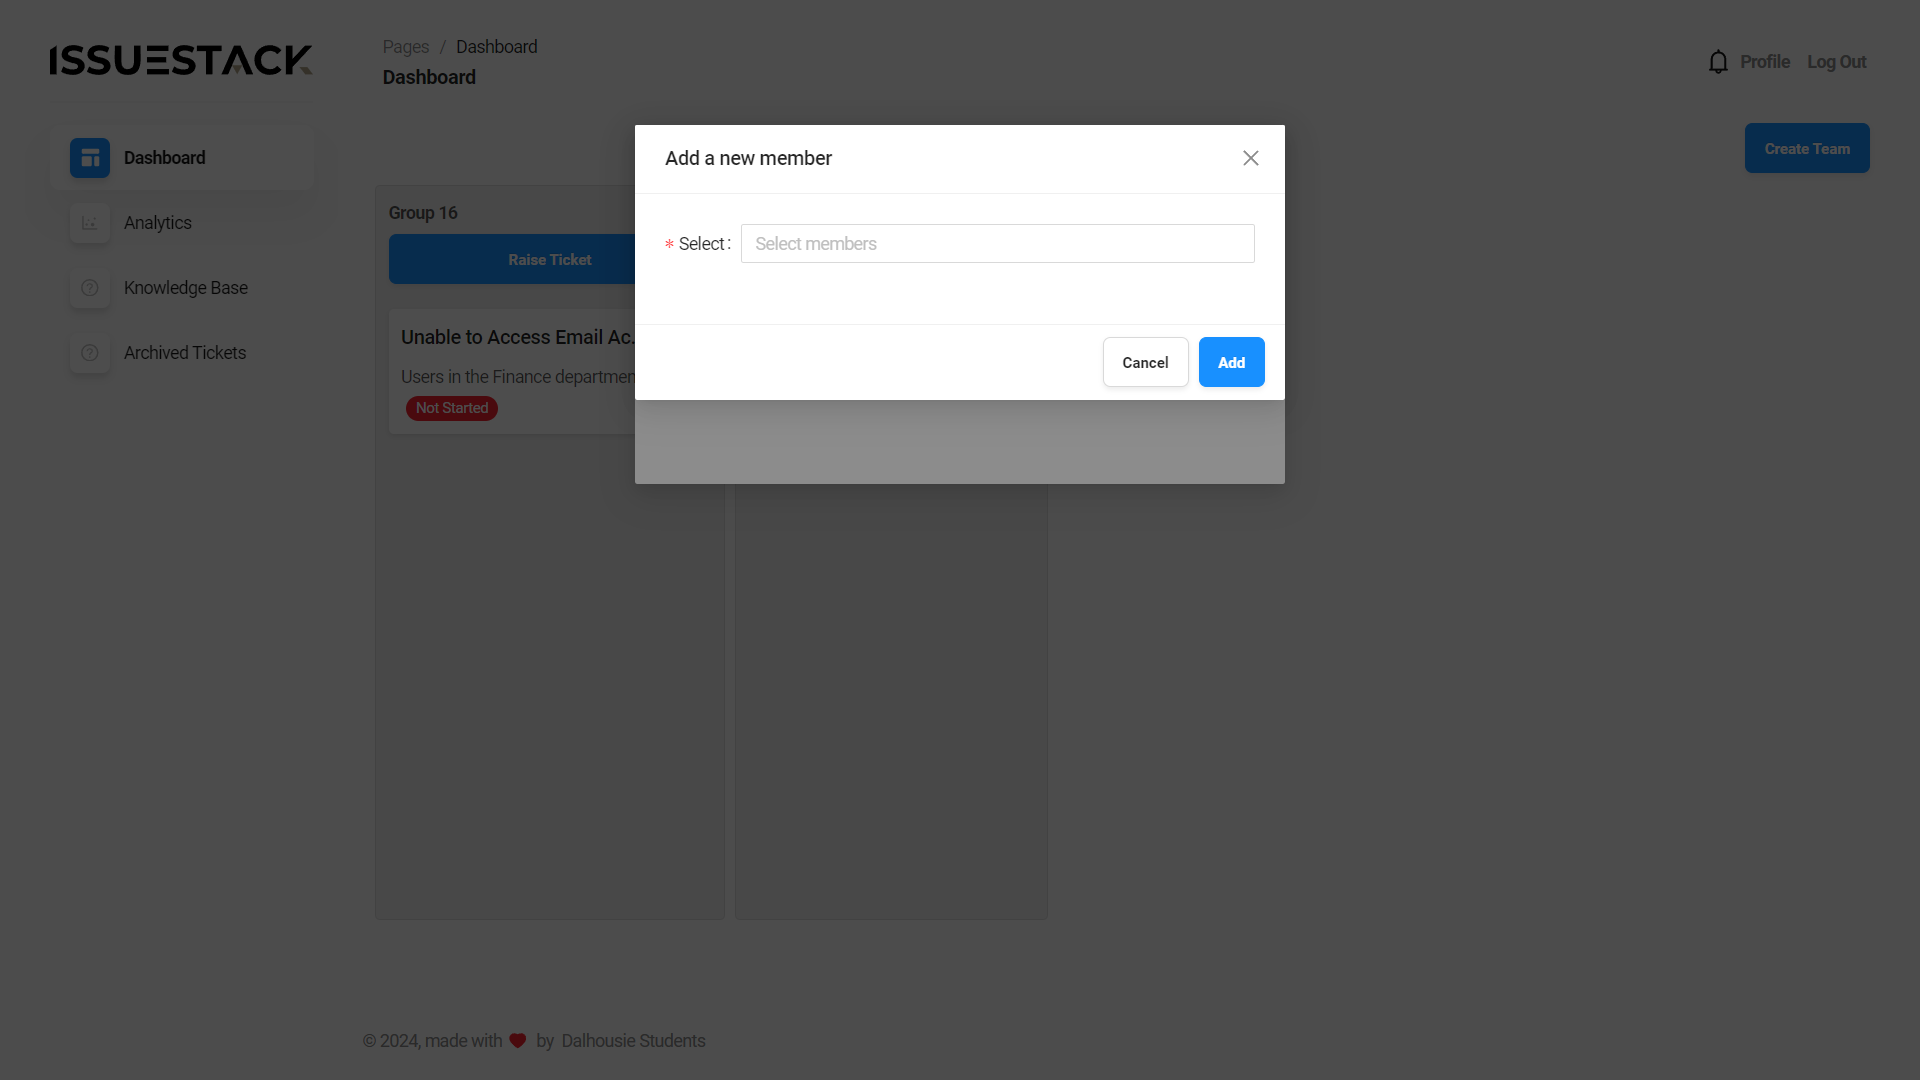 ISSUESTACK
Pages / Dashboard
Dashboard
Profile
Log Out
Dashboard
Analytics
Knowledge Base
Archived Tickets
Create Team
Group 16
Raise Ticket
Unable to Access Email Ac.
Users in the Finance departmen
Not Started
Add a new member
* Select:
Select members
Cancel
Add
© 2024, made with ❤ by Dalhousie Students